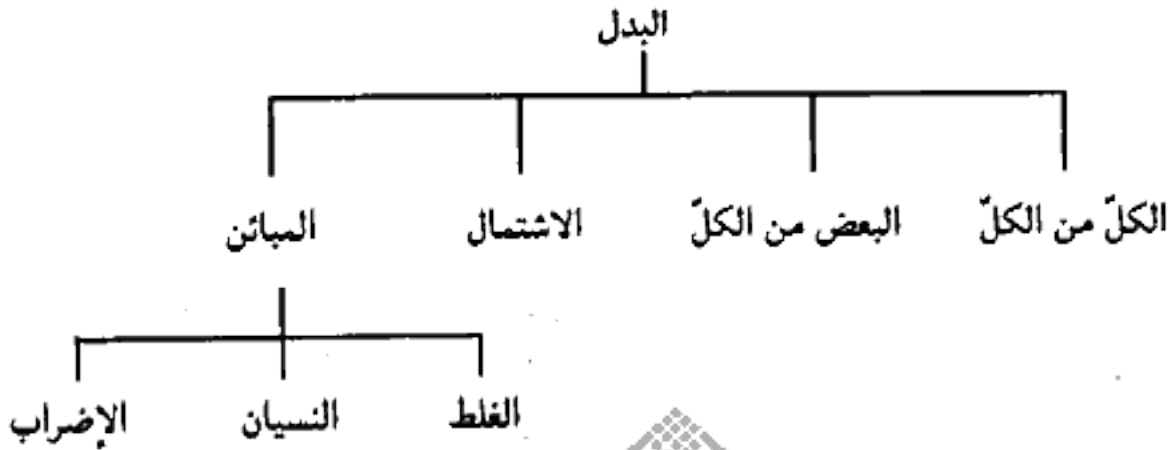 البدل
الكلّ من الكلّ البعض من الكلّ الاشتمال المبائن
الغلط النسيان الإضراب